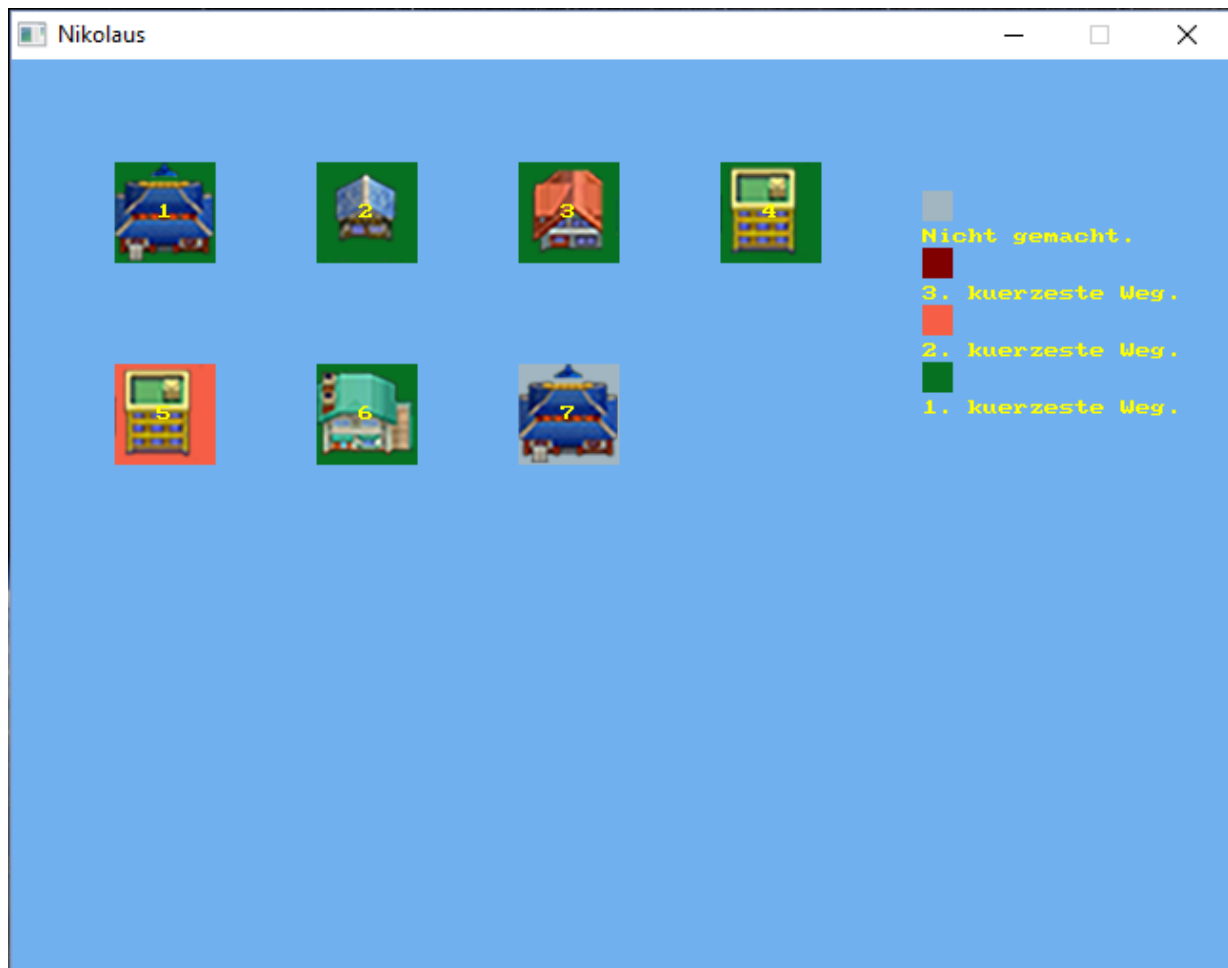 Nikolaus
1
2
3
4
Nicht gemacht.
3. kuerzeste Weg.
2. kuerzeste Weg.
1. kuerzeste Weg.
5
6
7